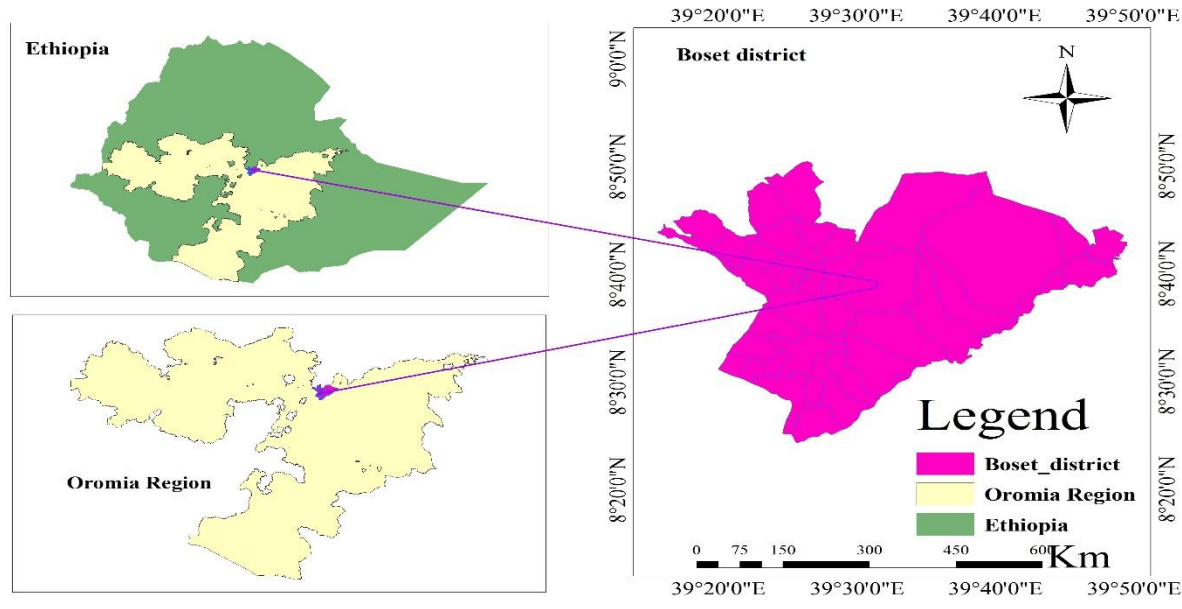 Ethiopia
Oromia Region
39°20'0"E 39°30'0"E 39°40'0"E 39°50'0"E
Boset district
N
9°0'0"N
8°50'0"N
8°40'0"N
8°30'0"N
8°20'0"N
9°0'0"N
8°50'0"N
8°40'0"N
8°30'0"N
8°20'0"N
Legend
Boset_district
Oromia Region
Ethiopia
0 75 150 300 450 600
Km
39°20'0"E 39°30'0"E 39°40'0"E 39°50'0"E